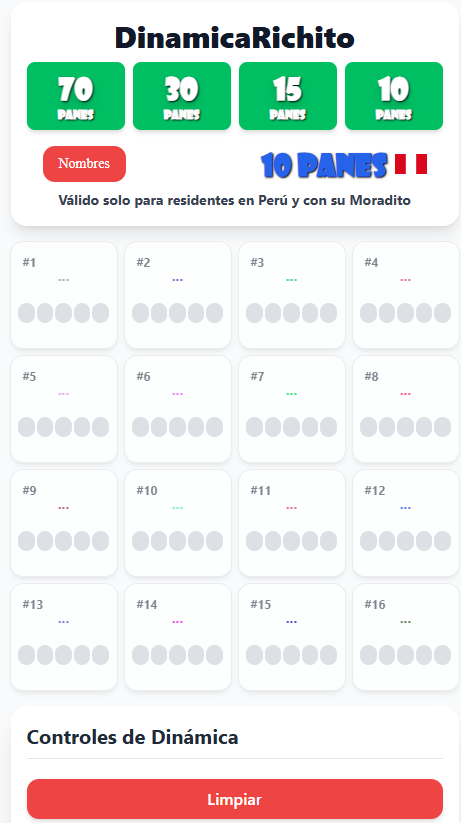 DinamicaRichito
70 30 15 10
PANES PANES PANES PANES
Nombres 10 PANES
Válido solo para residentes en Perú y con su Moradito
#1 #2 #3 #4
... ... ... ...
#5 #6 #7 #8
... ... ... ...
#9 #10 #11 #12
... ... ... ...
#13 #14 #15 #16
... ... ... ...
Controles de Dinámica
Limpiar